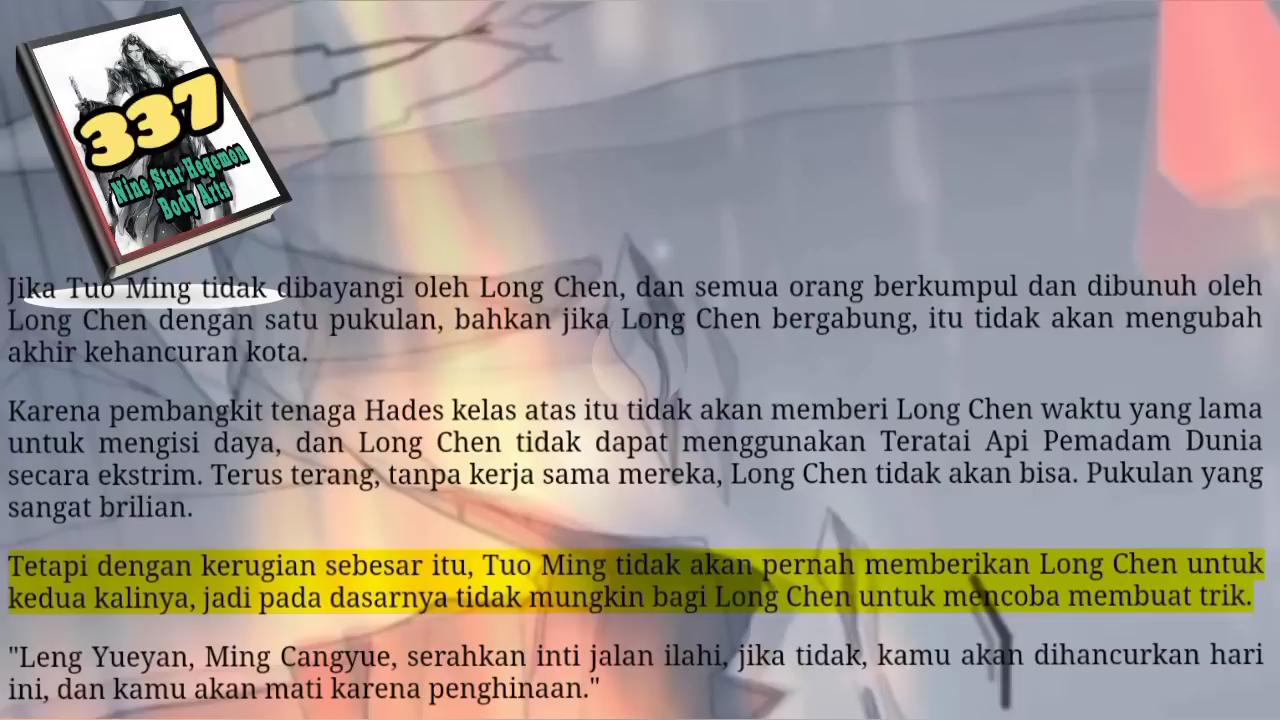 337
Nine Star Hegemon
Body Arts
Jika Tuo Ming tidak dibayangi oleh Long Chen, dan semua orang berkumpul dan dibunuh oleh
Long Chen dengan satu pukulan, bahkan jika Long Chen bergabung, itu tidak akan mengubah
akhir kehancuran kota.
Karena pembangkit tenaga Hades kelas atas itu tidak akan memberi Long Chen waktu yang lama
untuk mengisi daya, dan Long Chen tidak dapat menggunakan Teratai Api Pemadam Dunia
secara ekstrim. Terus terang, tanpa kerja sama mereka, Long Chen tidak akan bisa. Pukulan yang
sangat brilian.
Tetapi dengan kerugian sebesar itu, Tuo Ming tidak akan pernah memberikan Long Chen untuk
kedua kalinya, jadi pada dasarnya tidak mungkin bagi Long Chen untuk mencoba membuat trik.
"Leng Yueyan, Ming Cangyue, serahkan inti jalan ilahi, jika tidak, kamu akan dihancurkan hari
ini, dan kamu akan mati karena penghinaan."